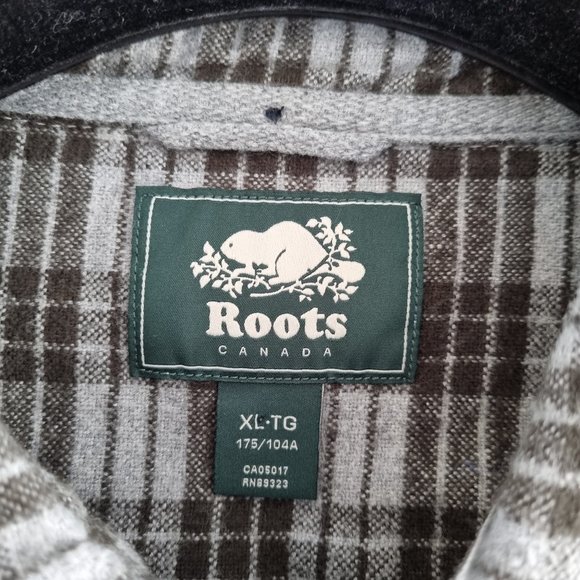 Roots
CANADA
XL•TG
175/104A
CA05017
RN89323